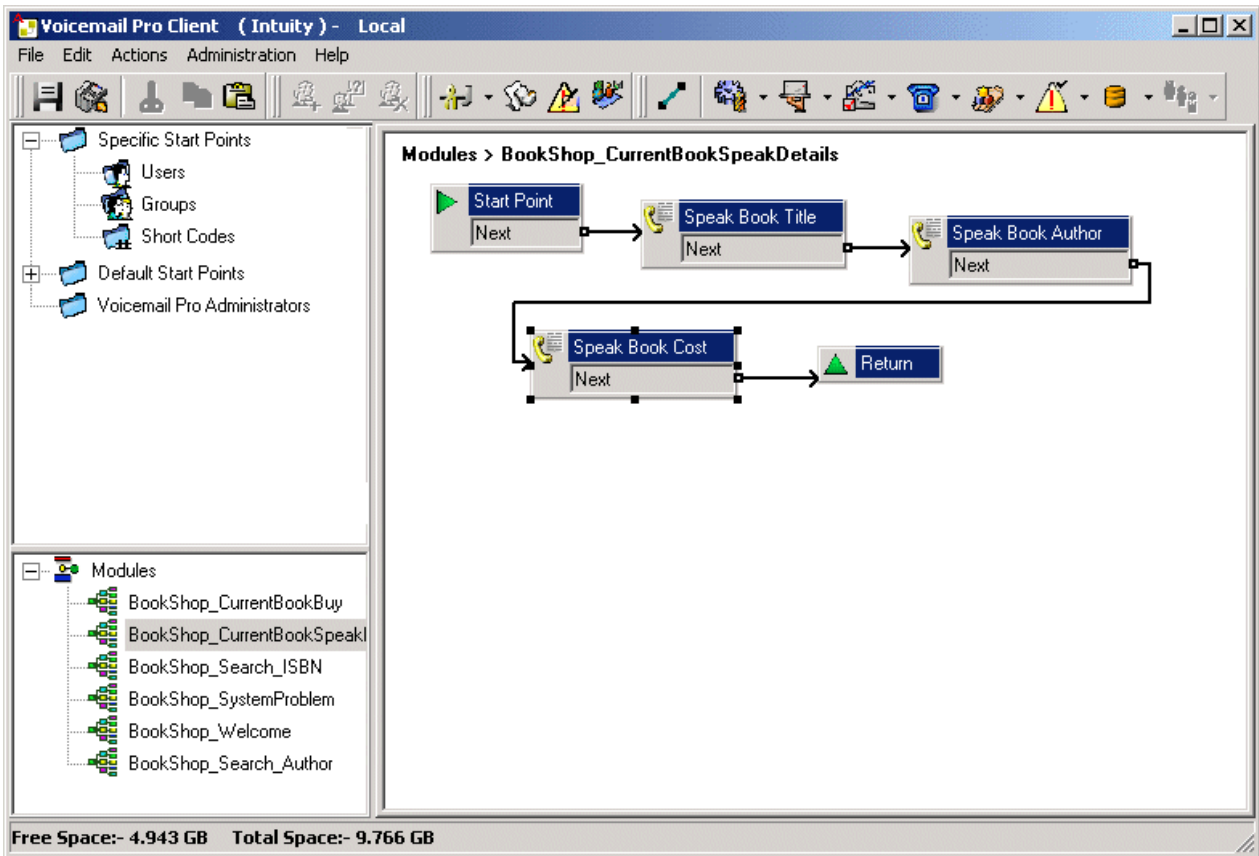 Voicemail Pro Client   ( Intuity ) -   Local
File   Edit   Actions   Administration   Help
Specific Start Points
Users
Groups
Short Codes
Default Start Points
Voicemail Pro Administrators
Modules > BookShop_CurrentBookSpeakDetails
Start Point
Next
Speak Book Title
Next
Speak Book Author
Next
Speak Book Cost
Next
Return
Modules
BookShop_CurrentBookBuy
BookShop_CurrentBookSpeak
BookShop_Search_ISBN
BookShop_SystemProblem
BookShop_Welcome
BookShop_Search_Author
Free Space:- 4.943 GB    Total Space:- 9.766 GB